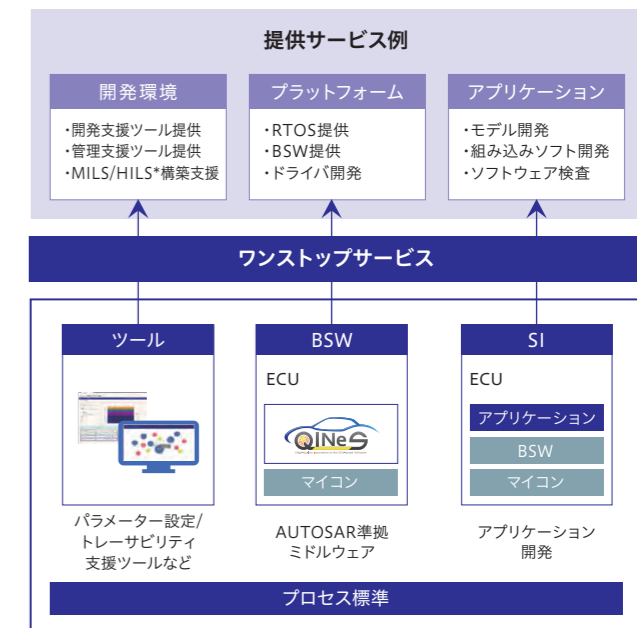 提供サービス例
開発環境
・開発支援ツール提供
・管理支援ツール提供
・MILS/HILS*構築支援
プラットフォーム
・RTOS提供
・BSW提供
・ドライバ開発
アプリケーション
・モデル開発
・組み込みソフト開発
・ソフトウェア検査
ワンストップサービス
ツール
パラメーター設定/
トレーサビリティ
支援ツールなど
BSW
ECU
QINeS
マイコン
AUTOSAR準拠
ミドルウェア
SI
ECU
アプリケーション
BSW
マイコン
アプリケーション
開発
プロセス標準